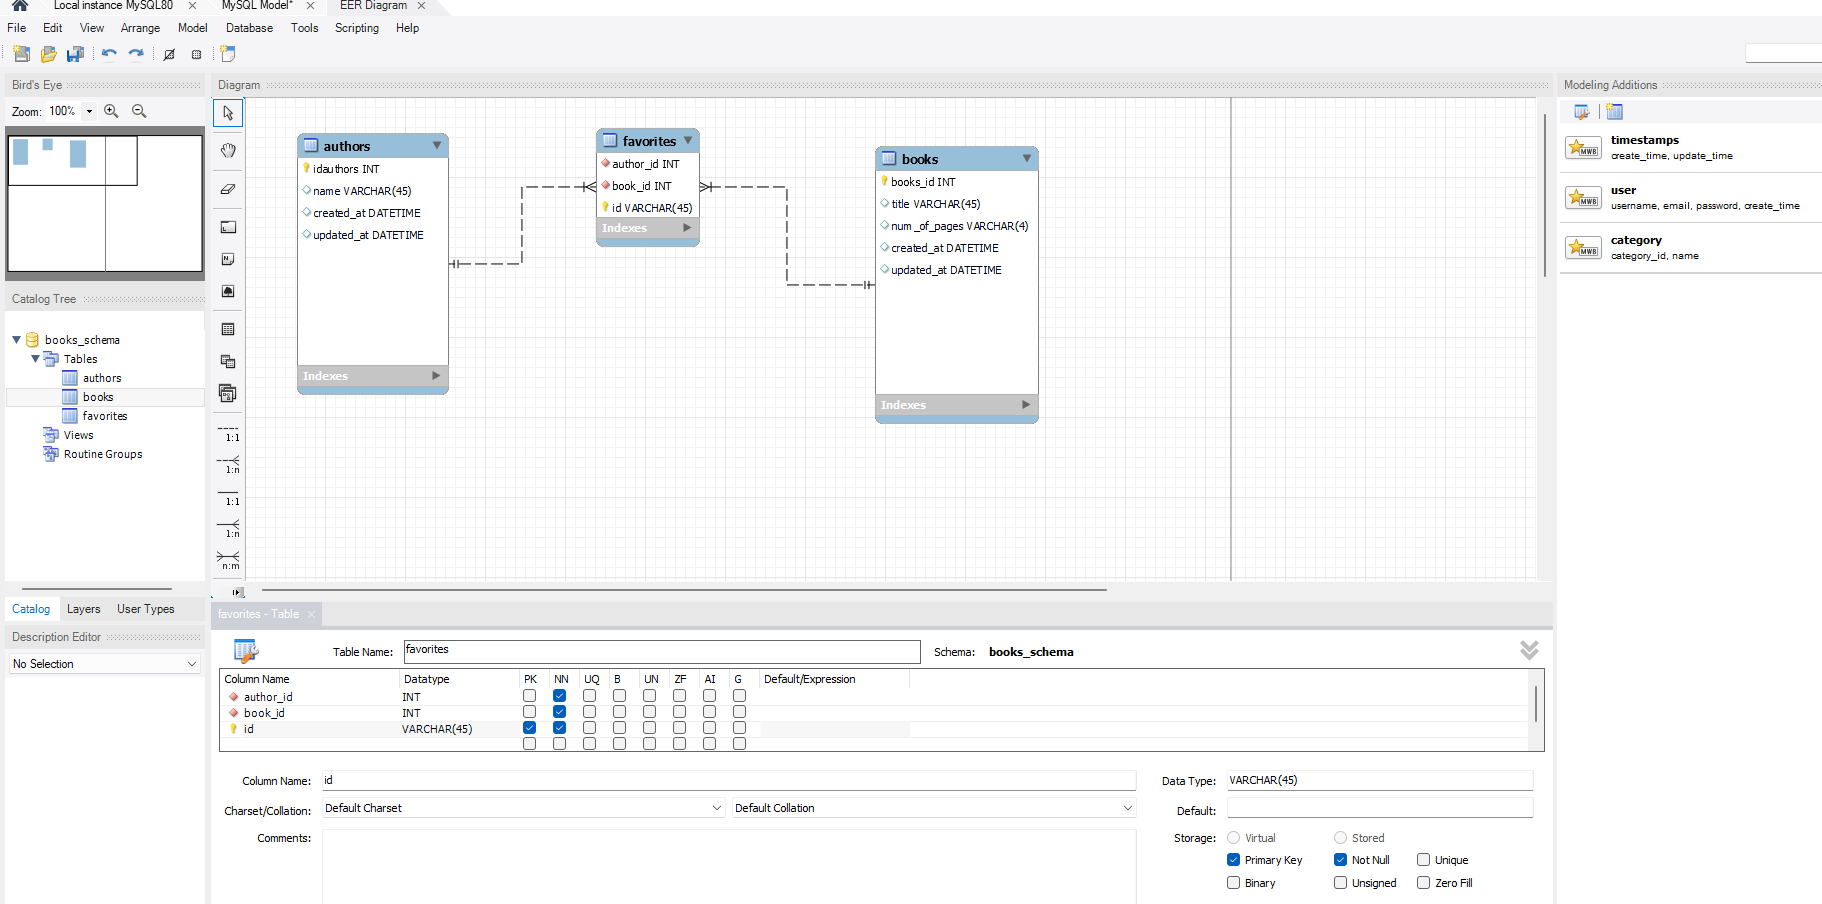 Local instance MySQL80
MySQL Model*
EER Diagram
File Edit View Arrange Model Database Tools Scripting Help
Bird's Eye
Zoom: 100%
Diagram
Modeling Additions
authors
idauthors INT
name VARCHAR(45)
created_at DATETIME
updated_at DATETIME
Indexes
favorites
author_id INT
book_id INT
id VARCHAR(45)
Indexes
books
books_id INT
title VARCHAR(45)
num _of_pages VARCHAR(4)
created_at DATETIME
updated_at DATETIME
Indexes
MWB
timestamps
create_time, update_time
MWB
user
username, email, password, create_time
MWB
category
category_id, name
Catalog Tree
books_schema
Tables
authors
books
favorites
Views
Routine Groups
1:1
1:n
1:1
1:n
n:m
Catalog Layers User Types
Description Editor
No Selection
favorites - Table
Table Name: favorites Schema: books_schema
Column Name Datatype PK NN UQ B UN ZF AI G Default/Expression
author_id INT
book_id INT
id VARCHAR(45)
Column Name: id Data Type: VARCHAR(45)
Charset/Collation: Default Charset Default Collation Default:
Comments: Storage: Virtual Stored
Primary Key Not Null Unique
Binary Unsigned Zero Fill